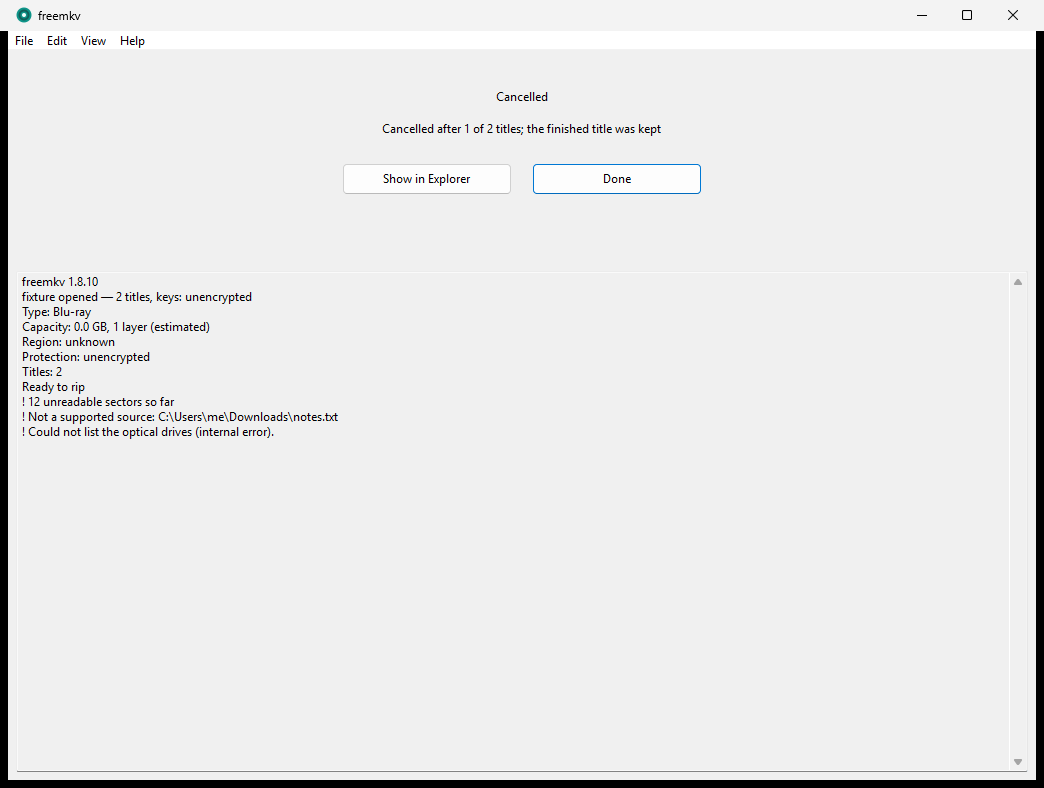 freemkv
File Edit View Help
Cancelled
Cancelled after 1 of 2 titles; the finished title was kept
Show in Explorer Done
freemkv 1.8.10
fixture opened — 2 titles, keys: unencrypted
Type: Blu-ray
Capacity: 0.0 GB, 1 layer (estimated)
Region: unknown
Protection: unencrypted
Titles: 2
Ready to rip
! 12 unreadable sectors so far
! Not a supported source: C:\Users\me\Downloads\notes.txt
! Could not list the optical drives (internal error).